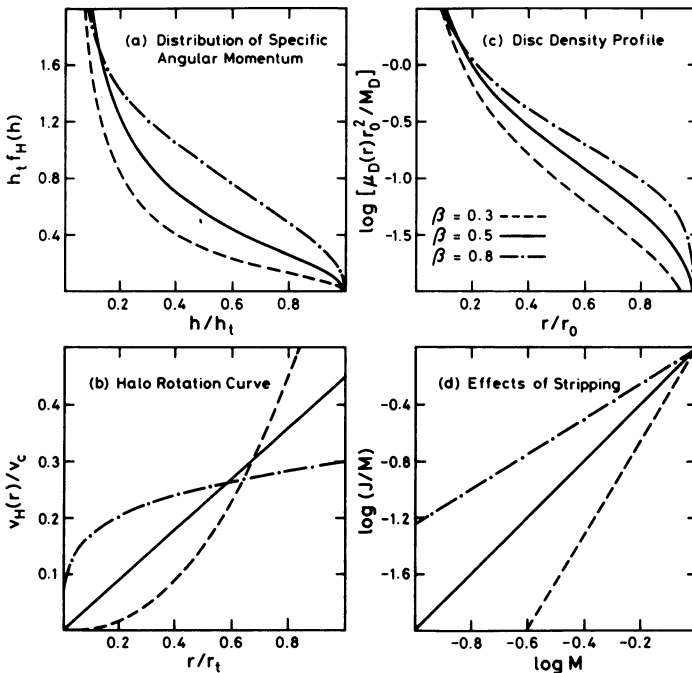 (a) Distribution of Specific
Angular Momentum
h_t f_H(h)
1.6
1.2
0.8
0.4
0.2 0.4 0.6 0.8
h/h_t
(c) Disc Density Profile
log [μ_D(r) r_0^2/M_D]
-0.0
-0.5
-1.0
-1.5
β = 0.3
β = 0.5
β = 0.8
0.2 0.4 0.6 0.8
r/r_0
(b) Halo Rotation Curve
v_H(r)/v_c
0.4
0.3
0.2
0.1
0.2 0.4 0.6 0.8
r/r_t
(d) Effects of Stripping
log (J/M)
-0.4
-0.8
-1.2
-1.6
-0.8 -0.6 -0.4 -0.2
log M